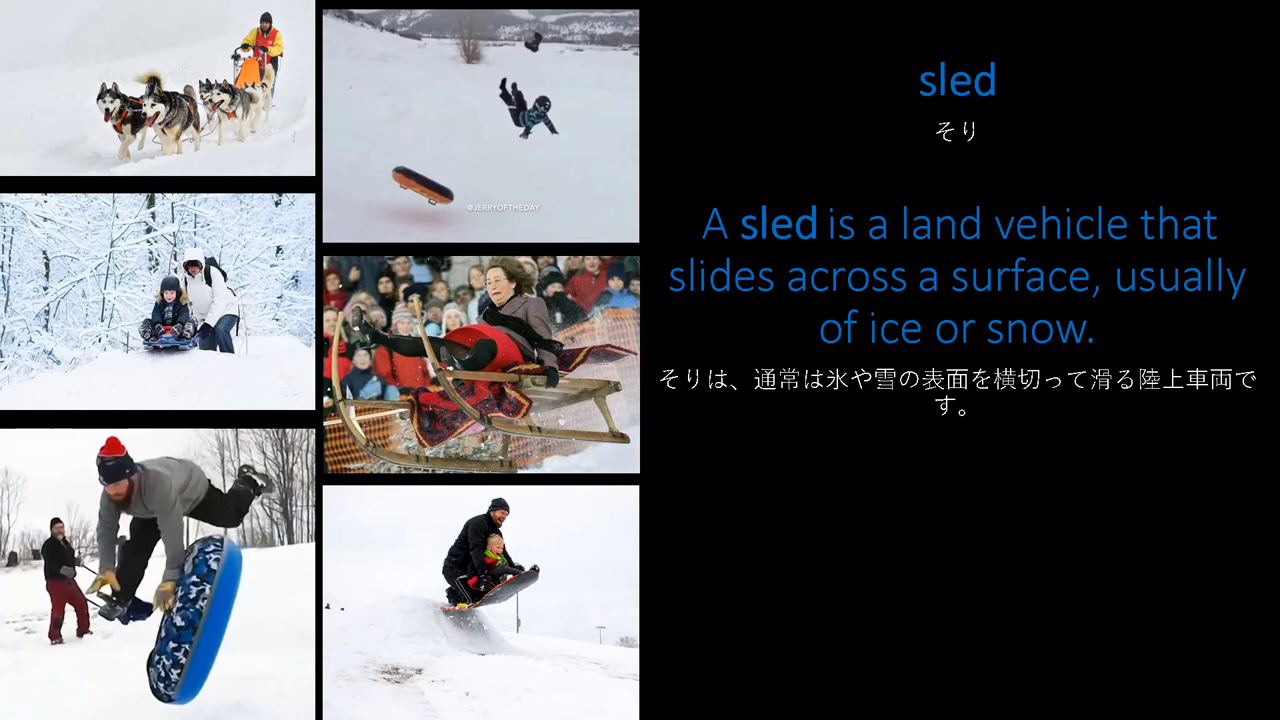 @JERRYOFTHEDAY
sled
そり
A sled is a land vehicle that
slides across a surface, usually
of ice or snow.
そりは、通常は氷や雪の表面を横切って滑る陸上車両で
す。